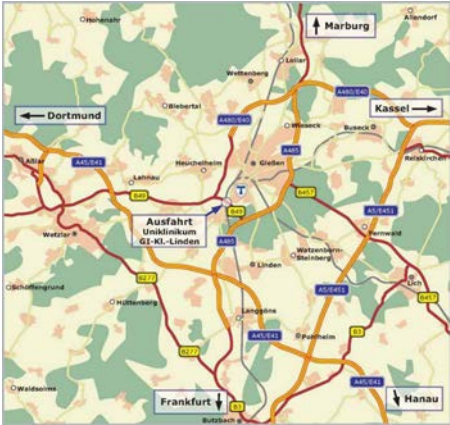 Hohenahr
Allendorf
Marburg
Lollar
Wettenberg
A480/E40
Kassel
Biebertal
Dortmund
A480/E40
Wieseck
Buseck
A485
Aßlar
A45/E41
Heuchelheim
Gießen
Reiskirchen
Lahnau
B49
B457
T
B49
A5/E451
Ausfahrt
Uniklinikum
GI-Kl.-Linden
Fernwald
Wetzlar
A485
Watzenborn-
Steinberg
Linden
B277
Lich
Schöffengrund
A5/E451
B457
Hüttenberg
Langgöns
B3
A45/E41
Pohlheim
B277
A45/E41
Waldsolms
Frankfurt
B3
Hanau
Butzbach